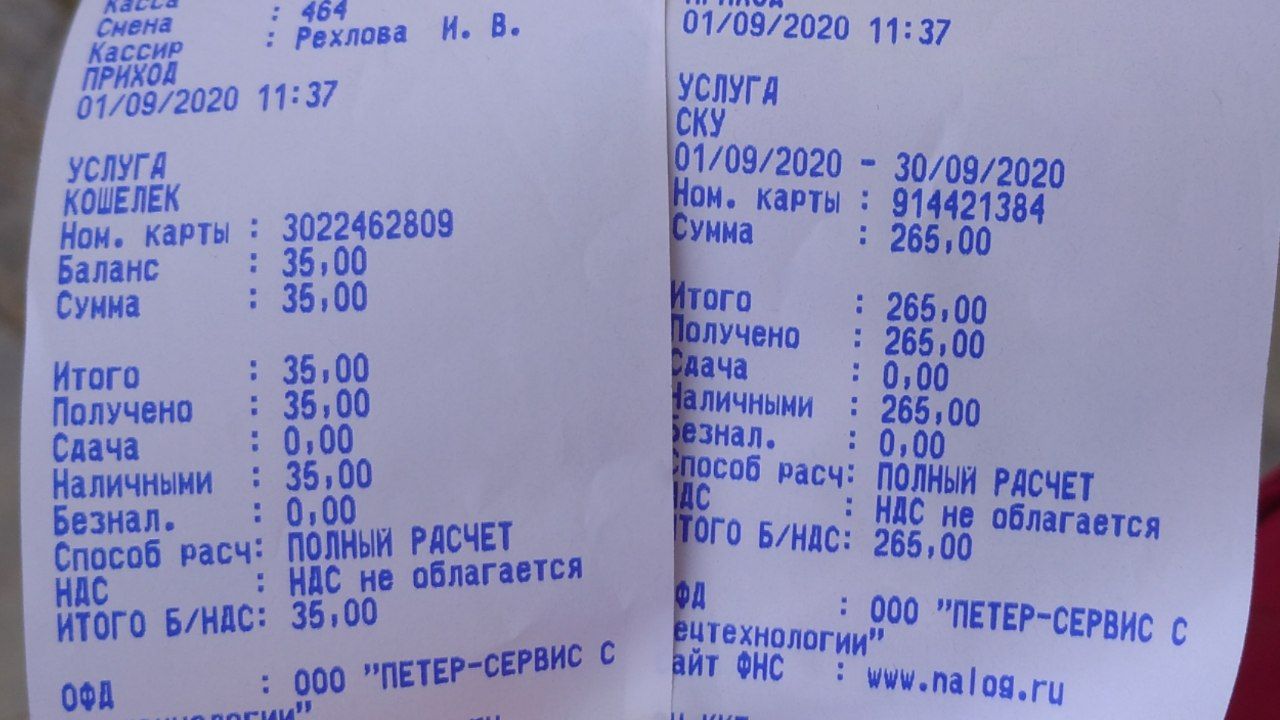 Касса : 464
Смена
Кассир : Рехлова И. В.
ПРИХОД
01/09/2020 11:37
УСЛУГА
КОШЕЛЕК
Ном. карты : 3022462809
Баланс : 35,00
Сумма : 35,00
Итого : 35,00
Получено : 35,00
Сдача : 0,00
Наличными : 35,00
Безнал. : 0,00
Способ расч: ПОЛНЫЙ РАСЧЕТ
НДС : НДС не облагается
ИТОГО Б/НДС: 35,00
ОФД : ООО "ПЕТЕР-СЕРВИС С
ПРИХОД
01/09/2020 11:37
УСЛУГА
СКУ
01/09/2020 - 30/09/2020
Ном. карты : 914421384
Сумма : 265,00
Итого : 265,00
Получено : 265,00
Сдача : 0,00
Наличными : 265,00
Безнал. : 0,00
Способ расч: ПОЛНЫЙ РАСЧЕТ
НДС : НДС не облагается
ИТОГО Б/НДС: 265,00
ОФД : ООО "ПЕТЕР-СЕРВИС С
ецтехнологии"
айт ФНС : www.nalog.ru